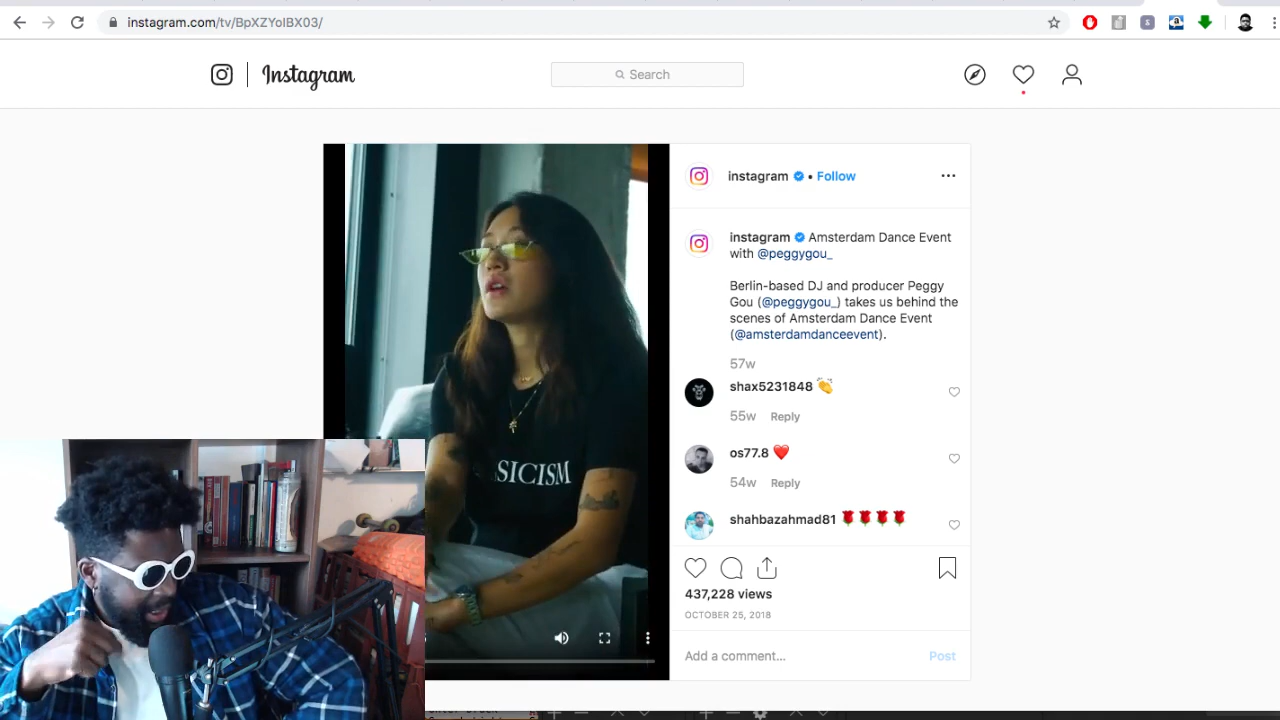 instagram.com/tv/BpXZYoIBX03/
Instagram
Search
instagram • Follow
instagram Amsterdam Dance Event
with @peggygou_
Berlin-based DJ and producer Peggy
Gou (@peggygou_) takes us behind the
scenes of Amsterdam Dance Event
(@amsterdamdanceevent).
57w
shax5231848 👏
55w Reply
os77.8 ❤️
54w Reply
shahbazahmad81 🌹🌹🌹🌹
SICISM
437,228 views
OCTOBER 25, 2018
Add a comment... Post